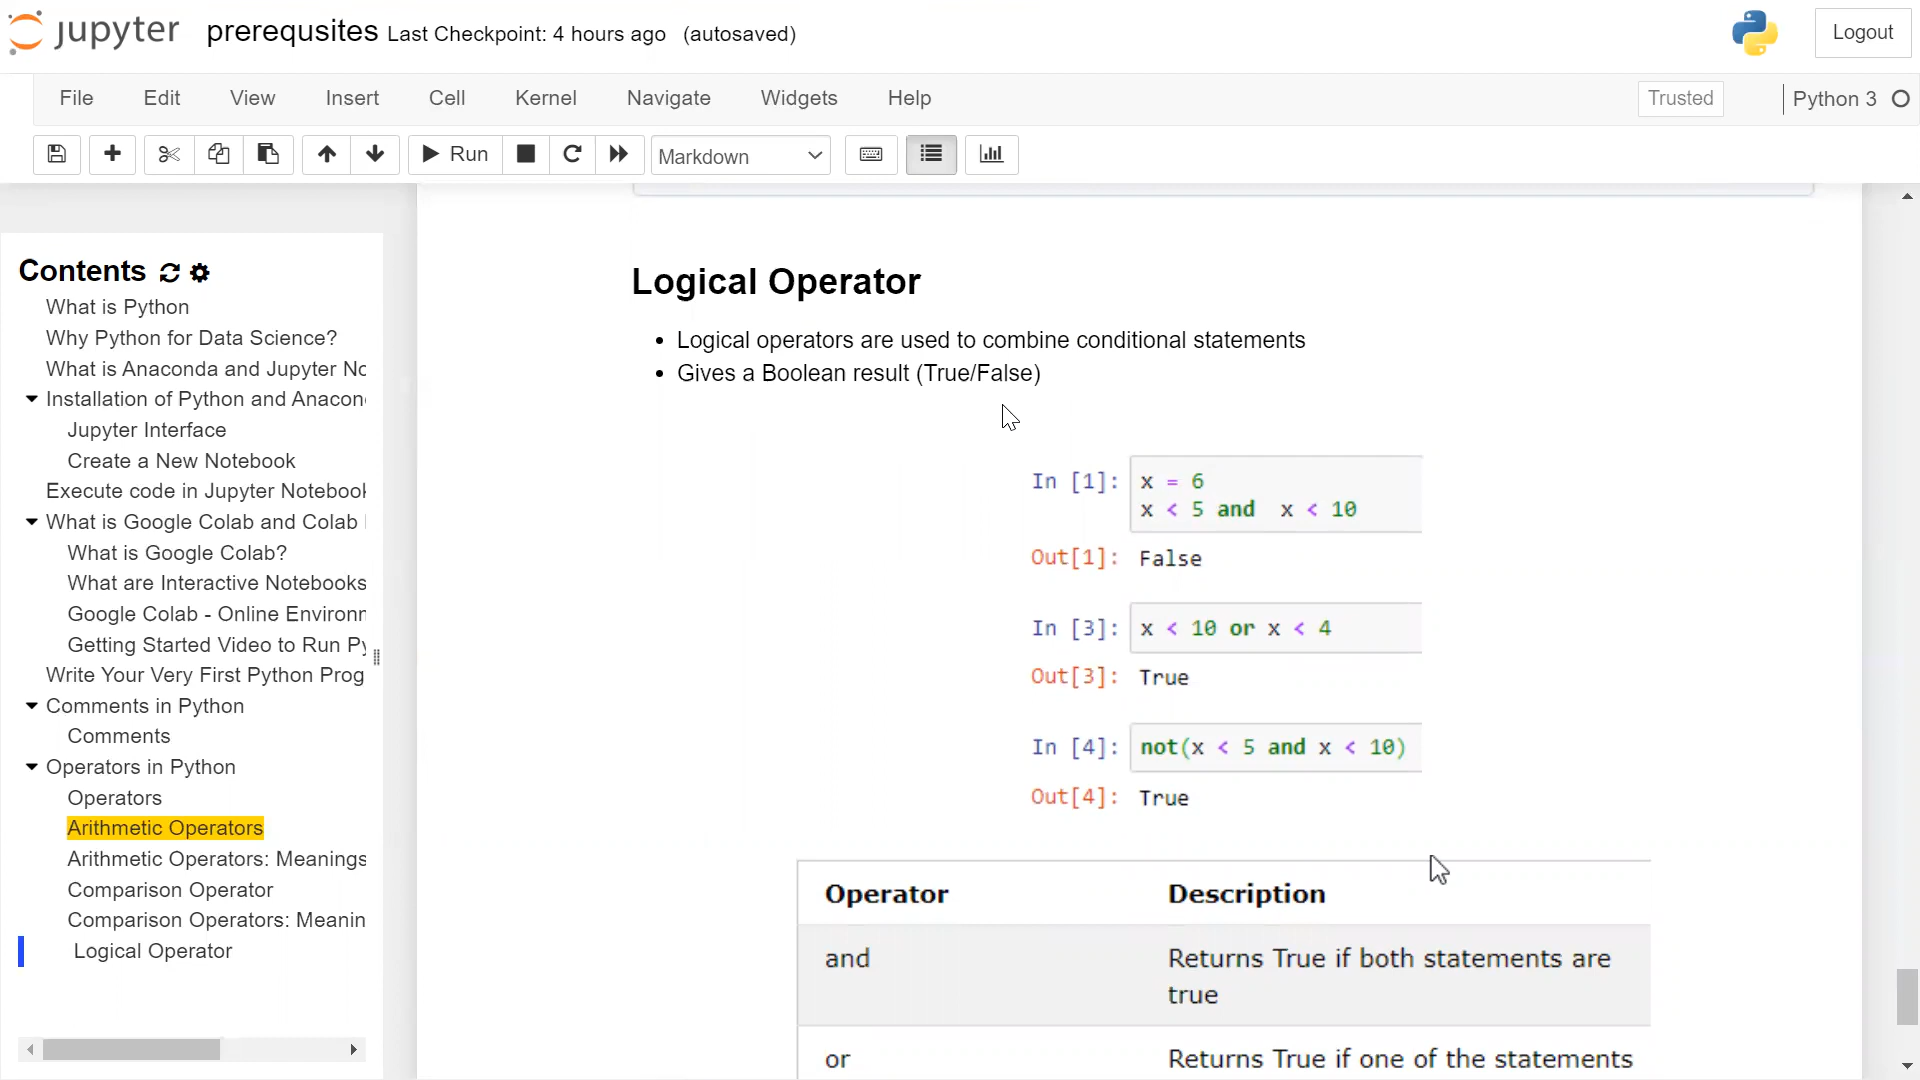 jupyter prerequsites Last Checkpoint: 4 hours ago (autosaved)
Logout
File Edit View Insert Cell Kernel Navigate Widgets Help
Trusted
Python 3
Run
Markdown
Contents
What is Python
Why Python for Data Science?
What is Anaconda and Jupyter No
Installation of Python and Anacon
Jupyter Interface
Create a New Notebook
Execute code in Jupyter Notebook
What is Google Colab and Colab
What is Google Colab?
What are Interactive Notebooks
Google Colab - Online Environm
Getting Started Video to Run Py
Write Your Very First Python Prog
Comments in Python
Comments
Operators in Python
Operators
Arithmetic Operators
Arithmetic Operators: Meanings
Comparison Operator
Comparison Operators: Meanin
Logical Operator
Logical Operator
• Logical operators are used to combine conditional statements
• Gives a Boolean result (True/False)
In [1]: x = 6
x < 5 and x < 10
Out[1]: False
In [3]: x < 10 or x < 4
Out[3]: True
In [4]: not(x < 5 and x < 10)
Out[4]: True
Operator Description
and Returns True if both statements are
true
or Returns True if one of the statements